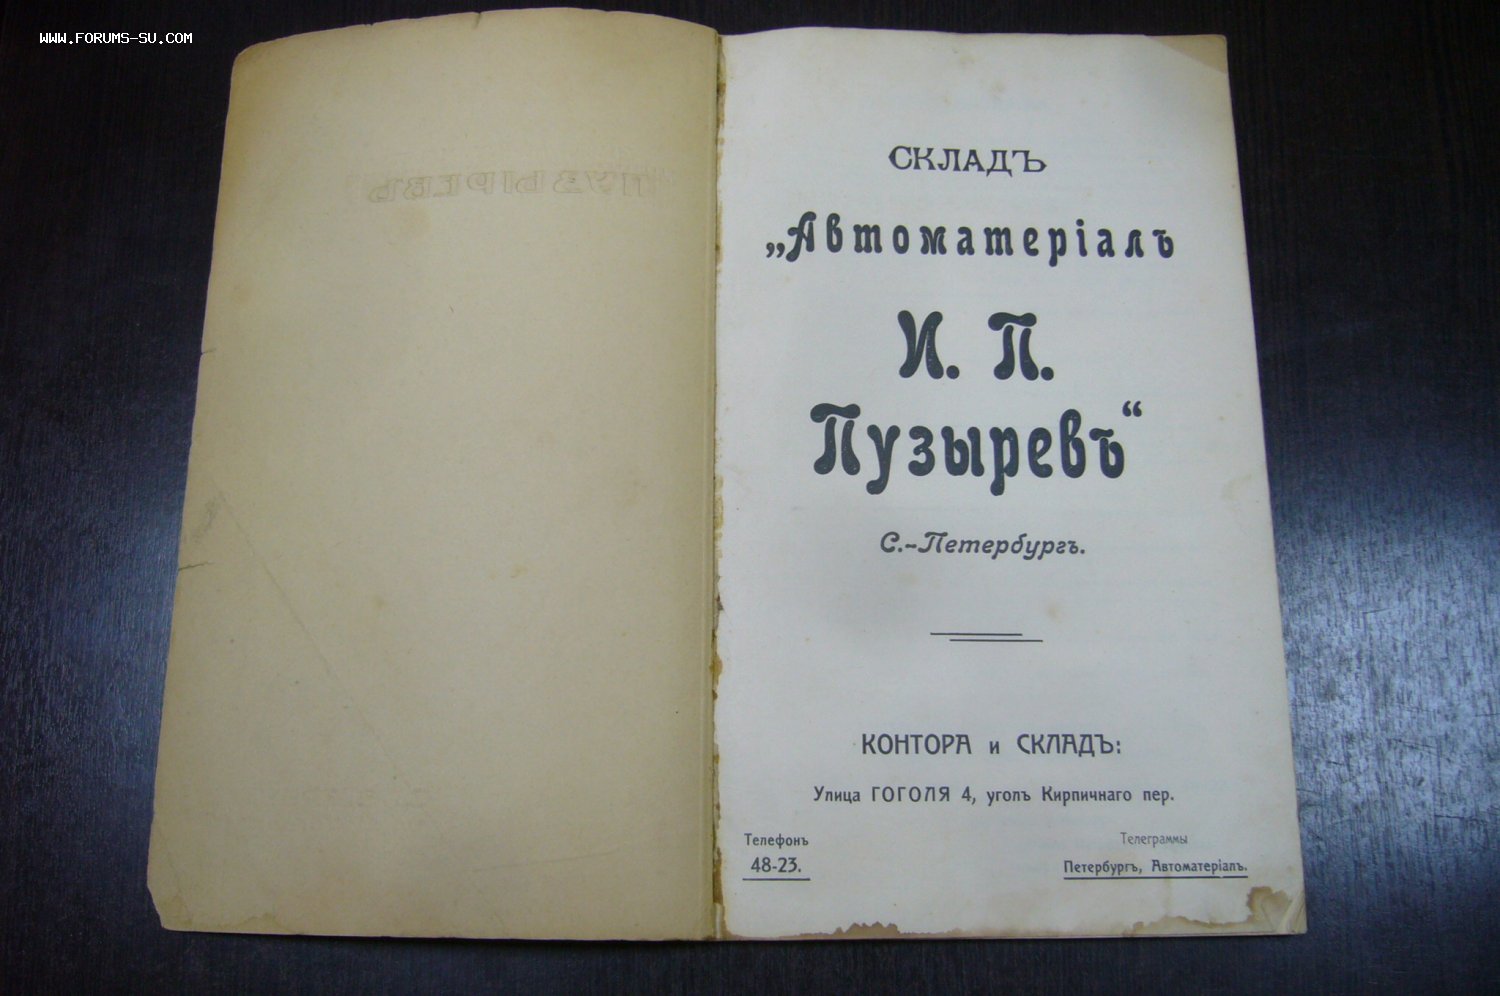 WWW.FORUMS-SU.COM
ПУЗЫРЕВЪ
СКЛАДЪ
„Автоматеріалъ
И. П.
Пузыревъ“
С.-Петербургъ.
КОНТОРА и СКЛАДЪ:
Улица ГОГОЛЯ 4, уголъ Кирпичнаго пер.
Телефонъ
48-23.
Телеграммы
Петербургъ, Автоматеріалъ.